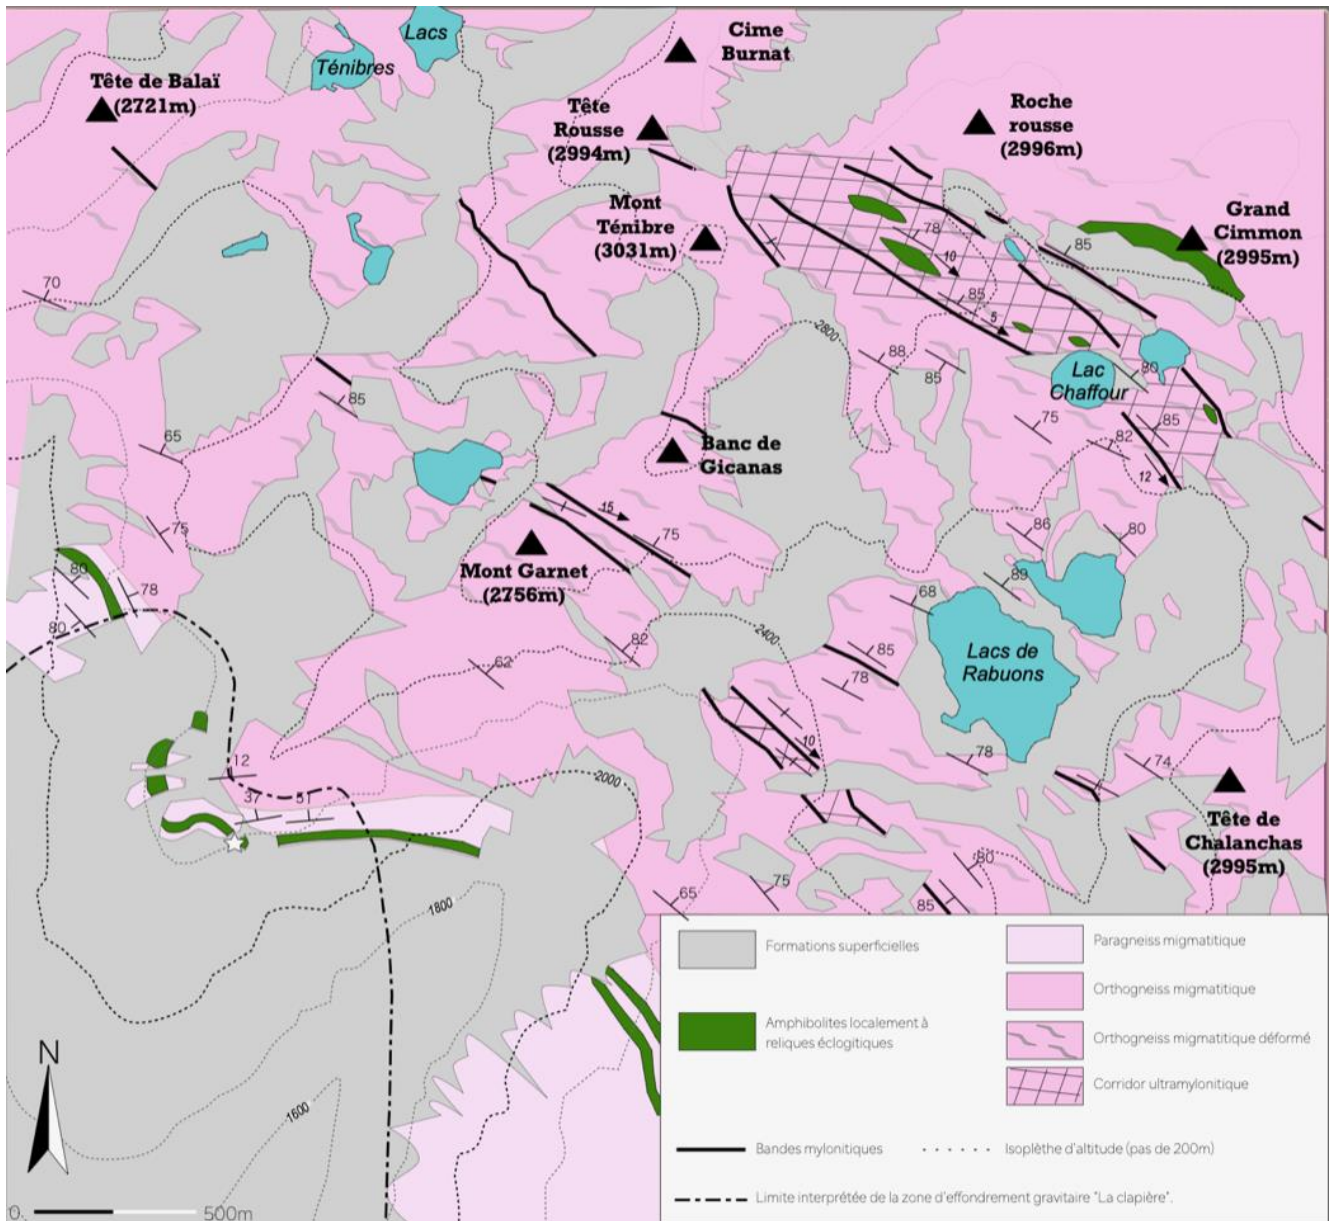 Lacs
Ténibres
Cime
Burnat
Tête de Balaï
(2721m)
Tête
Rousse
(2994m)
Roche
rousse
(2996m)
Mont
Ténibre
(3031m)
Grand
Cimmon
(2995m)
78
10
85
70
85
5
2800
88
85
80
Lac
Chaffour
85
75
85
82
65
Banc de
Gicanas
12
15
75
75
86
80
Mont Garnet
(2756m)
80
78
89
68
80
2400
82
85
Lacs de
Rabuons
62
78
10
78
74
12
2000
37
51
Tête de
Chalanchas
(2995m)
80
75
65
85
1800
Formations superficielles
Paragneiss migmatitique
Orthogneiss migmatitique
Amphibolites localement à
reliques éclogitiques
Orthogneiss migmatitique déformé
Corridor ultramylonitique
N
1600
Bandes mylonitiques
Isoplèthe d'altitude (pas de 200m)
Limite interprétée de la zone d'effondrement gravitaire "La clapière".
0.
500m